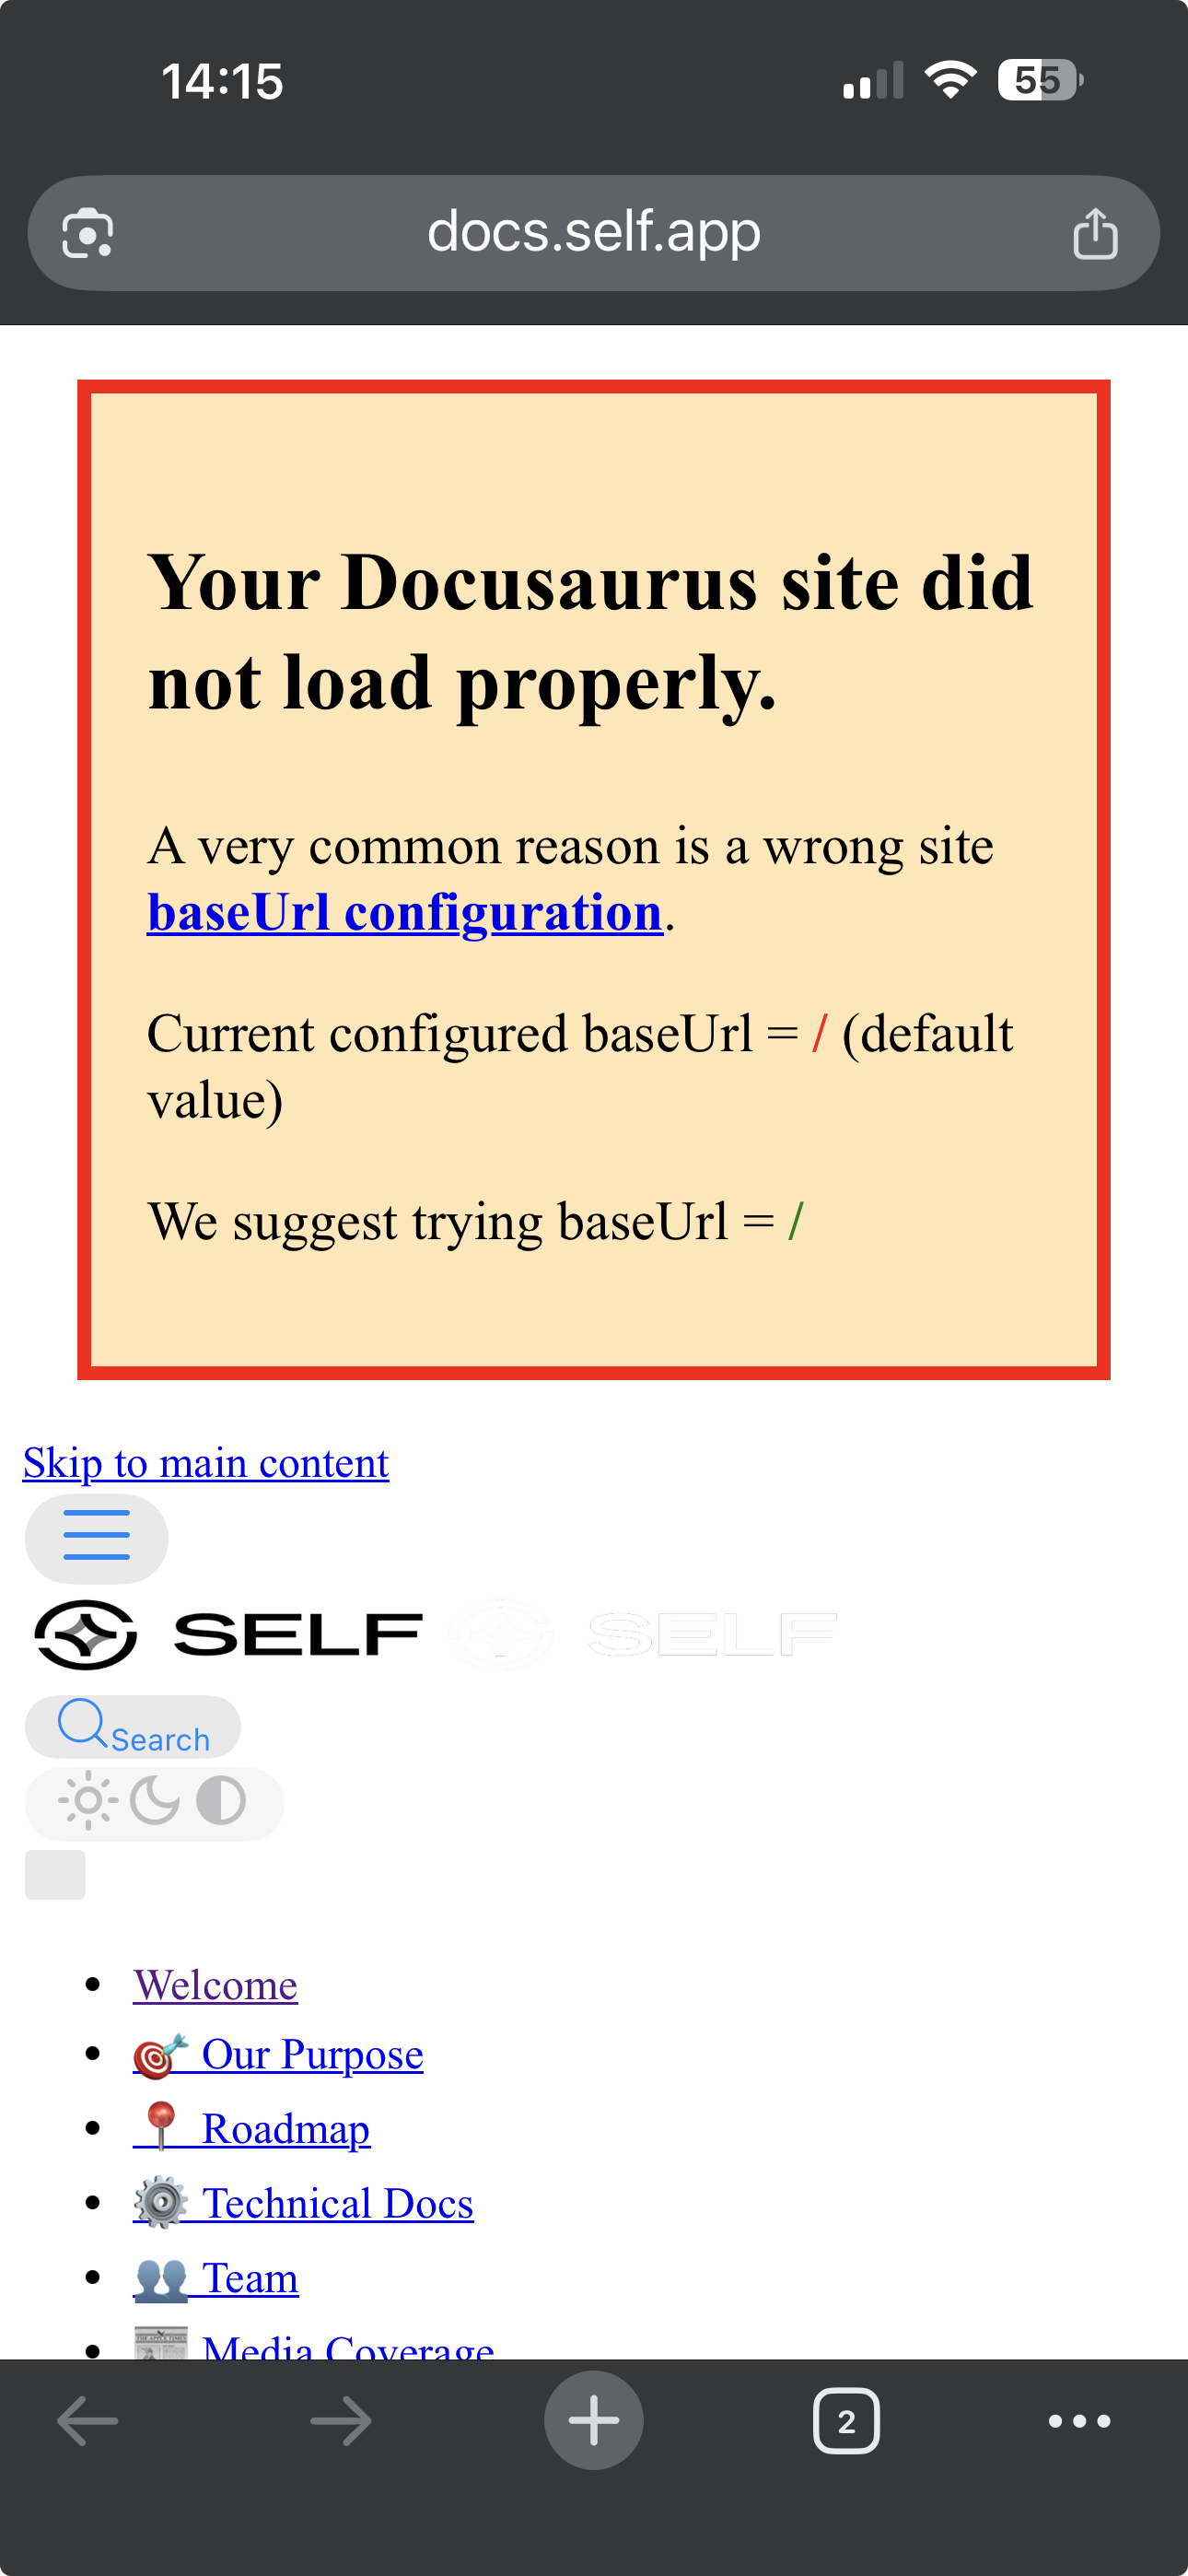 14:15
55
docs.self.app
Your Docusaurus site did
not load properly.
A very common reason is a wrong site
baseUrl configuration.
Current configured baseUrl = / (default
value)
We suggest trying baseUrl = /
Skip to main content
SELF SELF
Search
Welcome
🎯 Our Purpose
📍 Roadmap
⚙️ Technical Docs
👥 Team
📰 Media Coverage
2